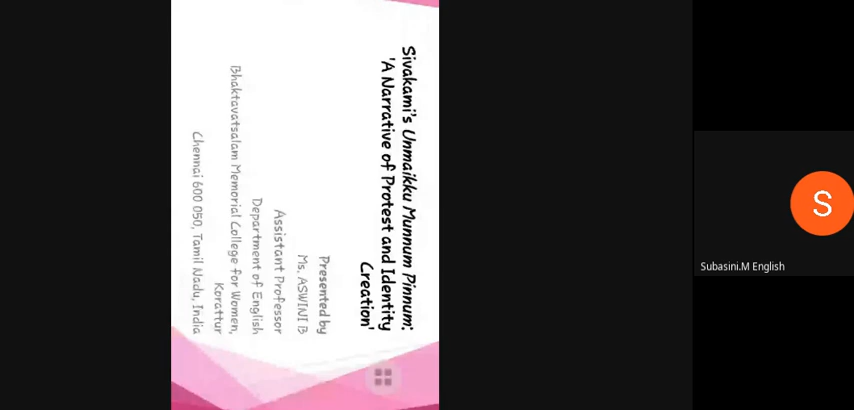 Sivakami's Unmaikku Munnum Pinnum:
'A Narrative of Protest and Identity
Creation'
Presented by
Ms. ASWINI B
Assistant Professor
Department of English
Bhaktavatsalam Memorial College for Women,
Korattur
Chennai 600 050, Tamil Nadu, India
S
Subasini.M English